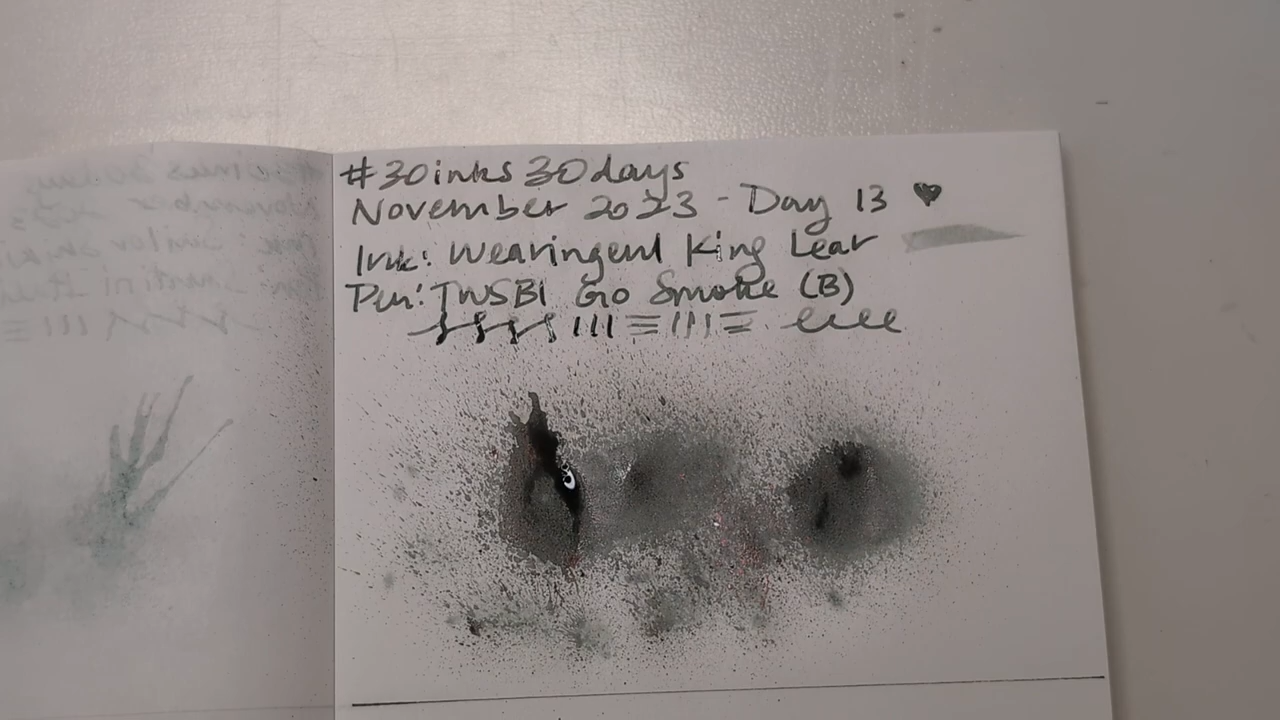 #30inks30days
November 2023 - Day 13 ♥
Ink: Wearingeul King Lear
Pen: TWSBI Go Smoke (B)